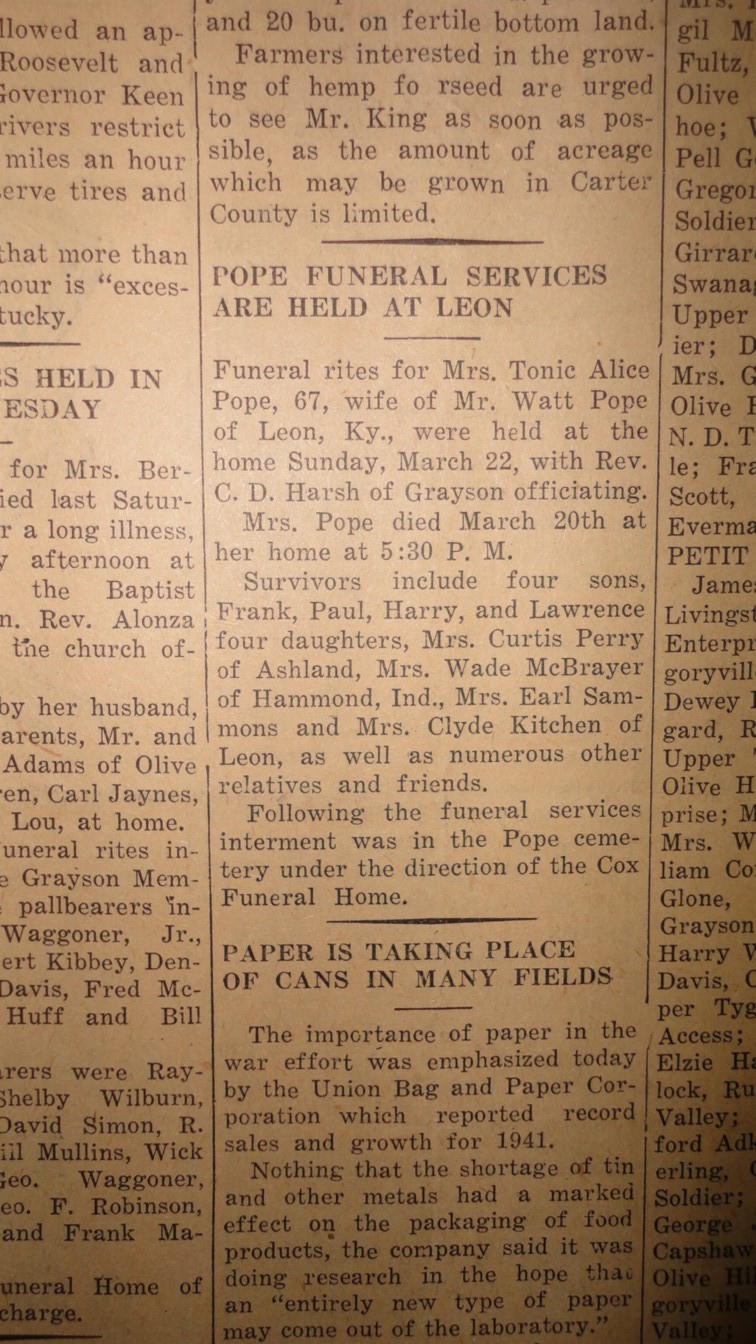 llowed an ap-
Roosevelt and
Governor Keen
rivers restrict
miles an hour
erve tires and
that more than
hour is “exces-
tucky.
S HELD IN
ESDAY
for Mrs. Ber-
ied last Satur-
r a long illness,
y afternoon at
the Baptist
n. Rev. Alonza
the church of-
by her husband,
arents, Mr. and
Adams of Olive
ren, Carl Jaynes,
Lou, at home.
uneral rites in-
e Grayson Mem-
pallbearers in-
Waggoner, Jr.,
ert Kibbey, Den-
Davis, Fred Mc-
Huff and Bill
arers were Ray-
Shelby Wilburn,
David Simon, R.
ill Mullins, Wick
Geo. Waggoner,
eo. F. Robinson,
and Frank Ma-
uneral Home of
charge.
and 20 bu. on fertile bottom land.
Farmers interested in the grow-
ing of hemp fo rseed are urged
to see Mr. King as soon as pos-
sible, as the amount of acreage
which may be grown in Carter
County is limited.
POPE FUNERAL SERVICES
ARE HELD AT LEON
Funeral rites for Mrs. Tonic Alice
Pope, 67, wife of Mr. Watt Pope
of Leon, Ky., were held at the
home Sunday, March 22, with Rev.
C. D. Harsh of Grayson officiating.
Mrs. Pope died March 20th at
her home at 5:30 P. M.
Survivors include four sons,
Frank, Paul, Harry, and Lawrence
four daughters, Mrs. Curtis Perry
of Ashland, Mrs. Wade McBrayer
of Hammond, Ind., Mrs. Earl Sam-
mons and Mrs. Clyde Kitchen of
Leon, as well as numerous other
relatives and friends.
Following the funeral services
interment was in the Pope ceme-
tery under the direction of the Cox
Funeral Home.
PAPER IS TAKING PLACE
OF CANS IN MANY FIELDS
The importance of paper in the
war effort was emphasized today
by the Union Bag and Paper Cor-
poration which reported record
sales and growth for 1941.
Nothing that the shortage of tin
and other metals had a marked
effect on the packaging of food
products, the company said it was
doing research in the hope that
an “entirely new type of paper
may come out of the laboratory.”
gil M
Fultz,
Olive
hoe; V
Pell G
Gregor
Soldier
Girrar
Swana
Upper
ier; D
Mrs. G
Olive H
N. D. T
le; Fra
Scott,
Everma
PETIT
James
Livingst
Enterpr
goryvill
Dewey
gard, R
Upper
Olive H
prise; M
Mrs. W
liam Co
Glone,
Grayson
Harry W
Davis, C
per Tyg
Access;
Elzie Ha
lock, Ru
Valley;
ford Adk
erling, C
Soldier;
George
Capshaw
Olive Hil
goryville
Valley;